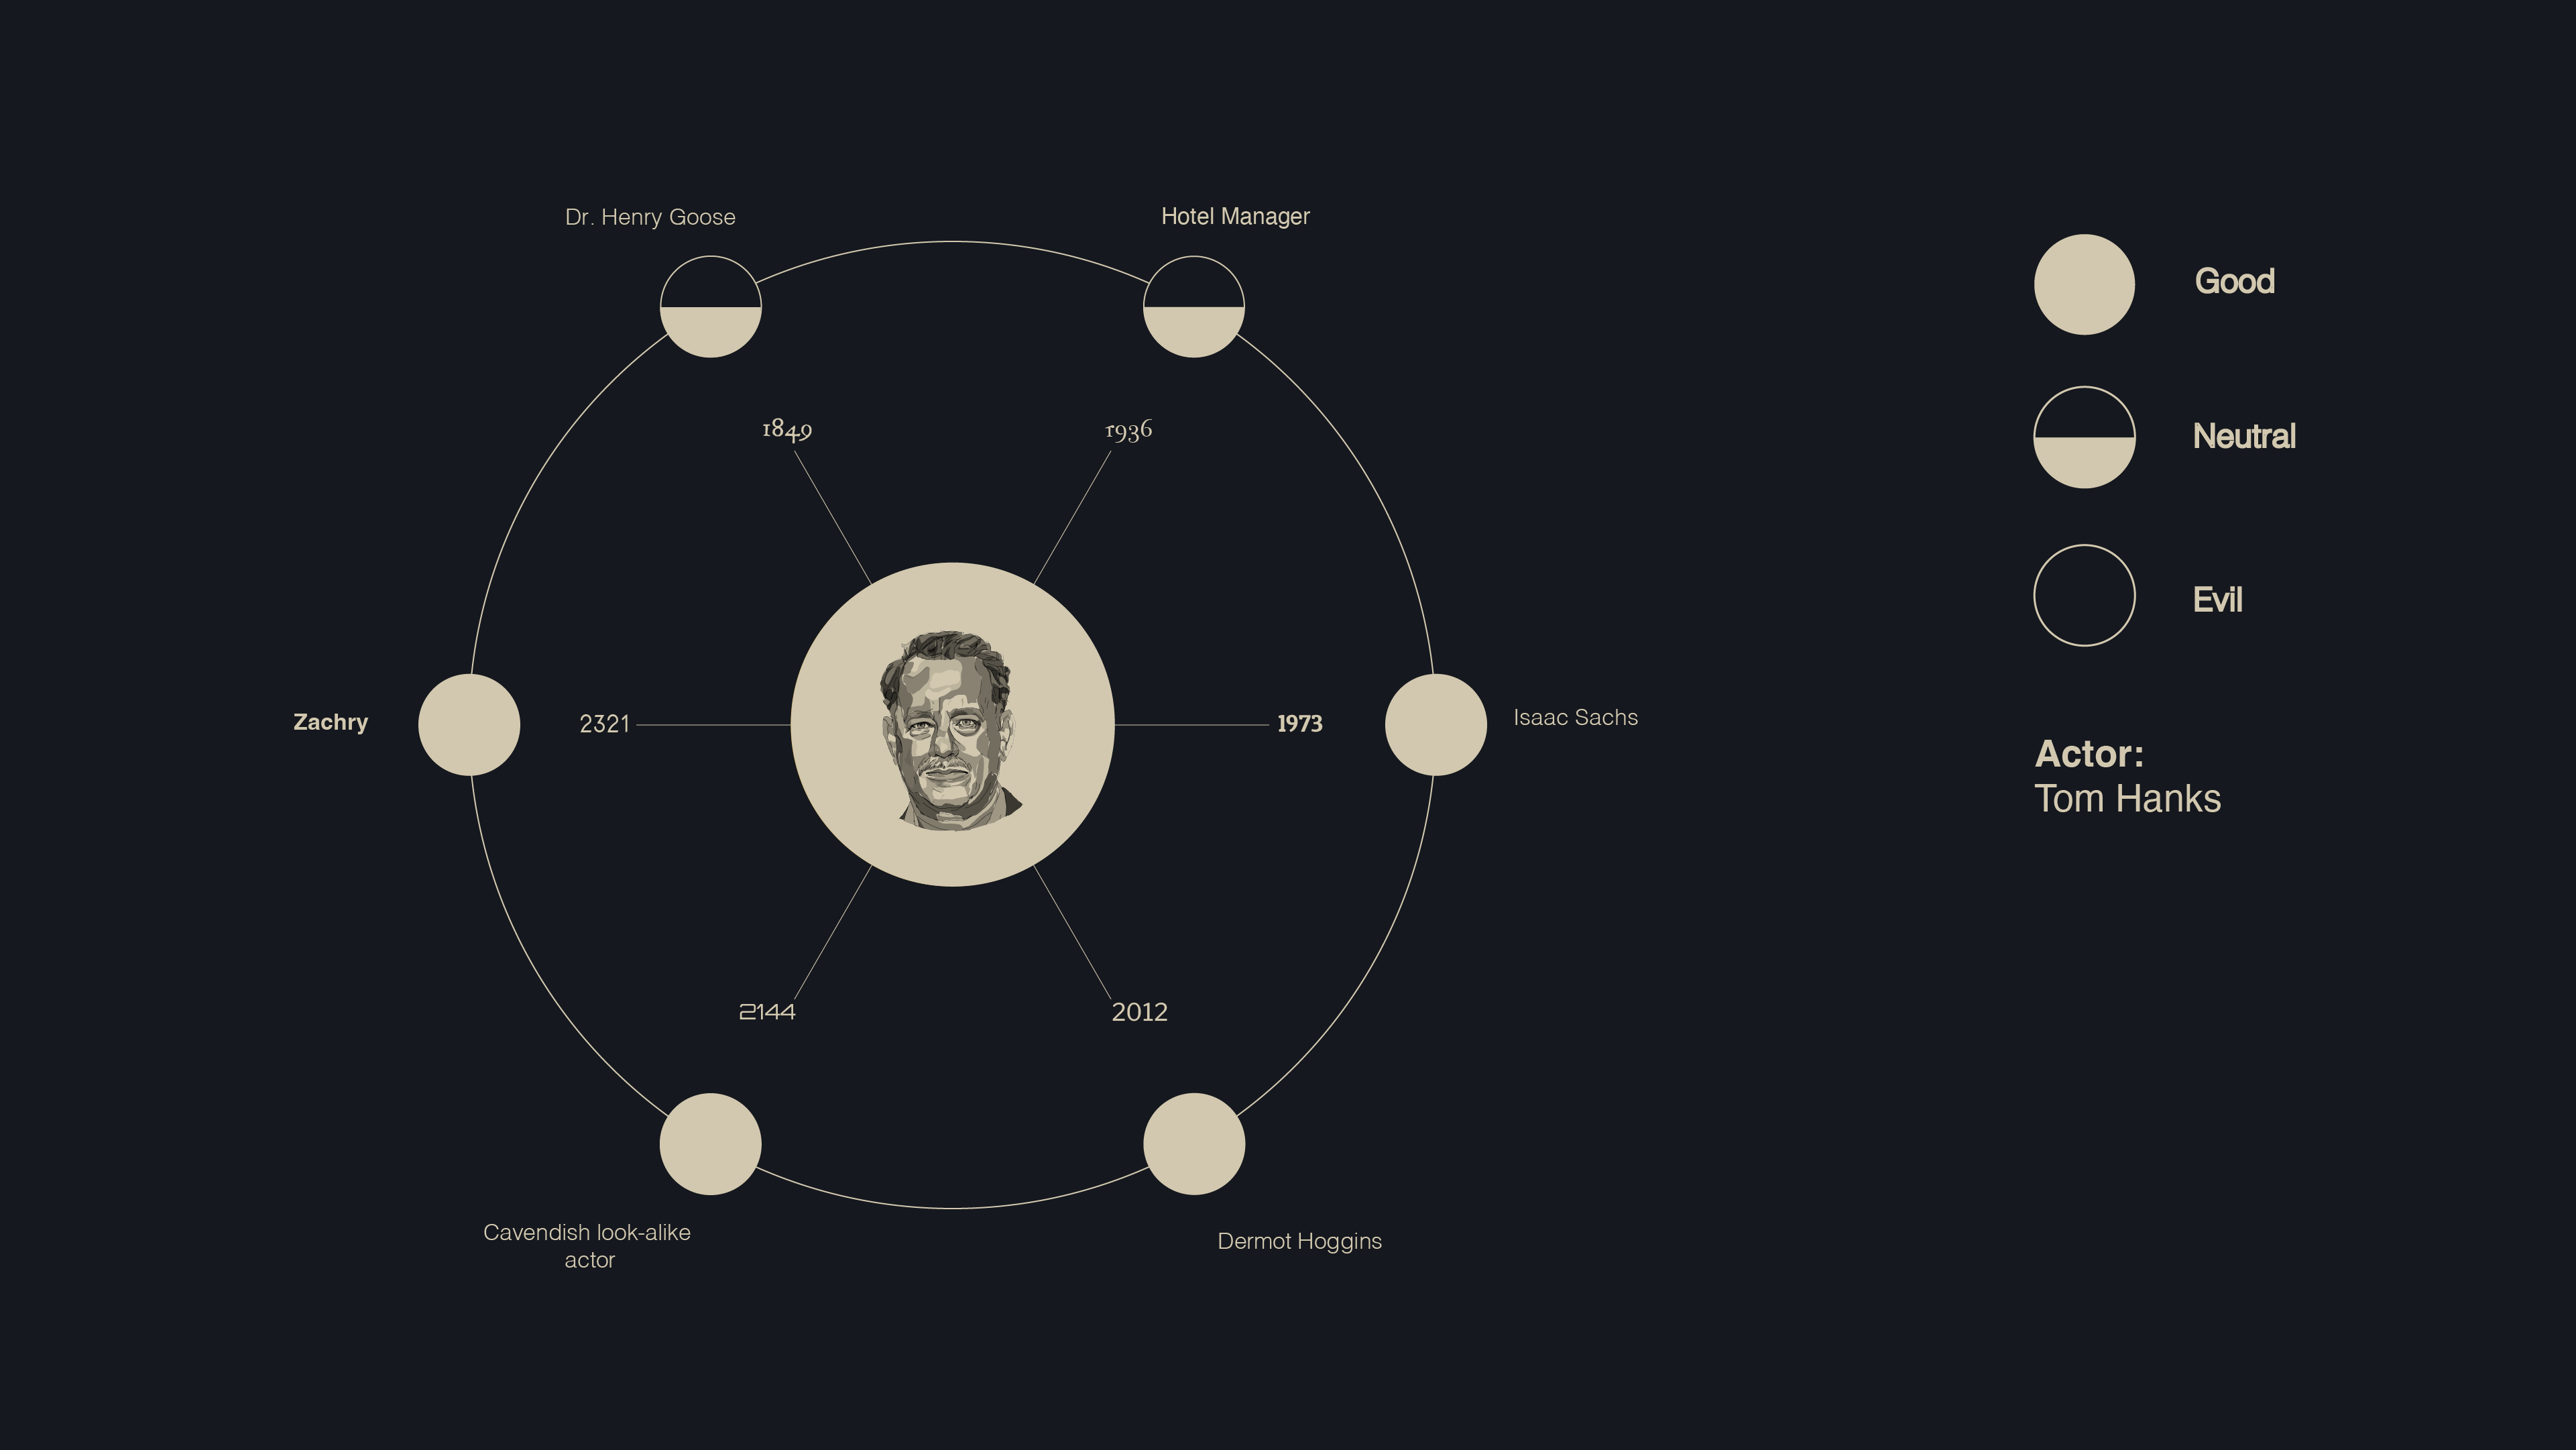 Dr. Henry Goose
Hotel Manager
1849
1936
Zachry
2321
1973
Isaac Sachs
2144
2012
Cavendish look-alike
actor
Dermot Hoggins
Good
Neutral
Evil
Actor:
Tom Hanks